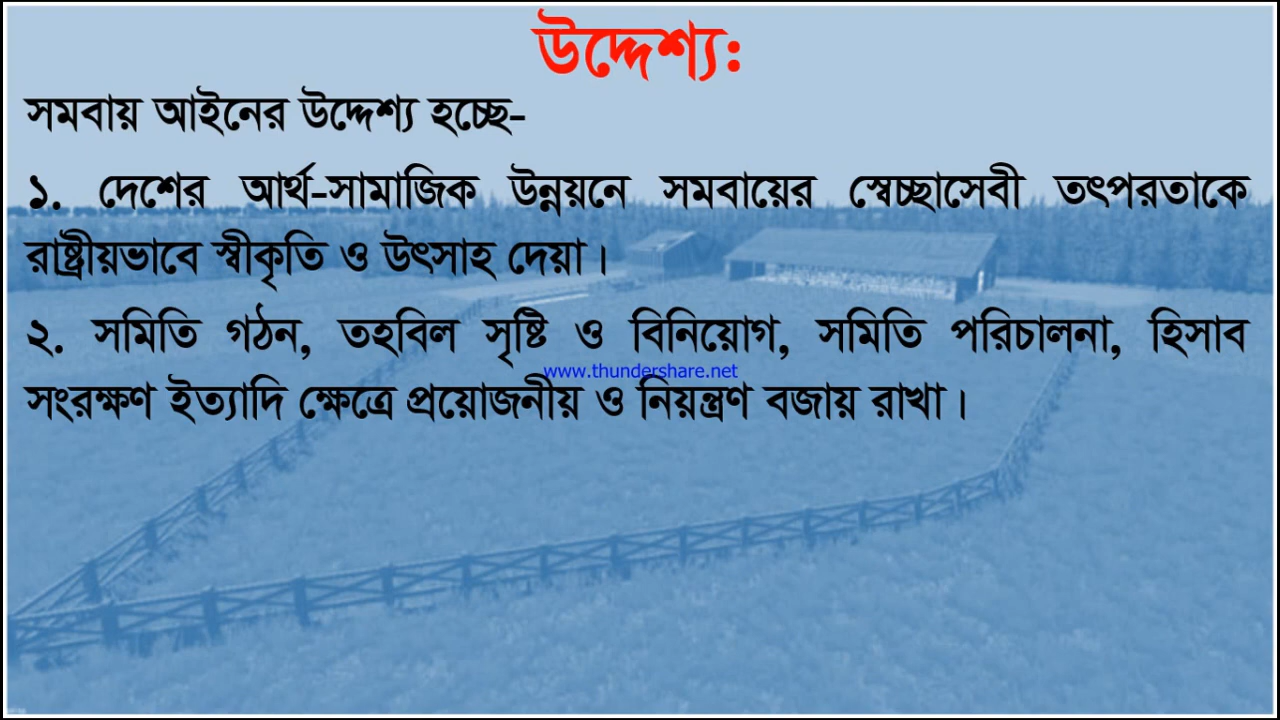 উদ্দেশ্য:
সমবায় আইনের উদ্দেশ্য হচ্ছে-
১. দেশের আর্থ-সামাজিক উন্নয়নে সমবায়ের স্বেচ্ছাসেবী তৎপরতাকে
রাষ্ট্রীয়ভাবে স্বীকৃতি ও উৎসাহ দেয়া।
২. সমিতি গঠন, তহবিল সৃষ্টি ও বিনিয়োগ, সমিতি পরিচালনা, হিসাব
www.thundershare.net
সংরক্ষণ ইত্যাদি ক্ষেত্রে প্রয়োজনীয় ও নিয়ন্ত্রণ বজায় রাখা।